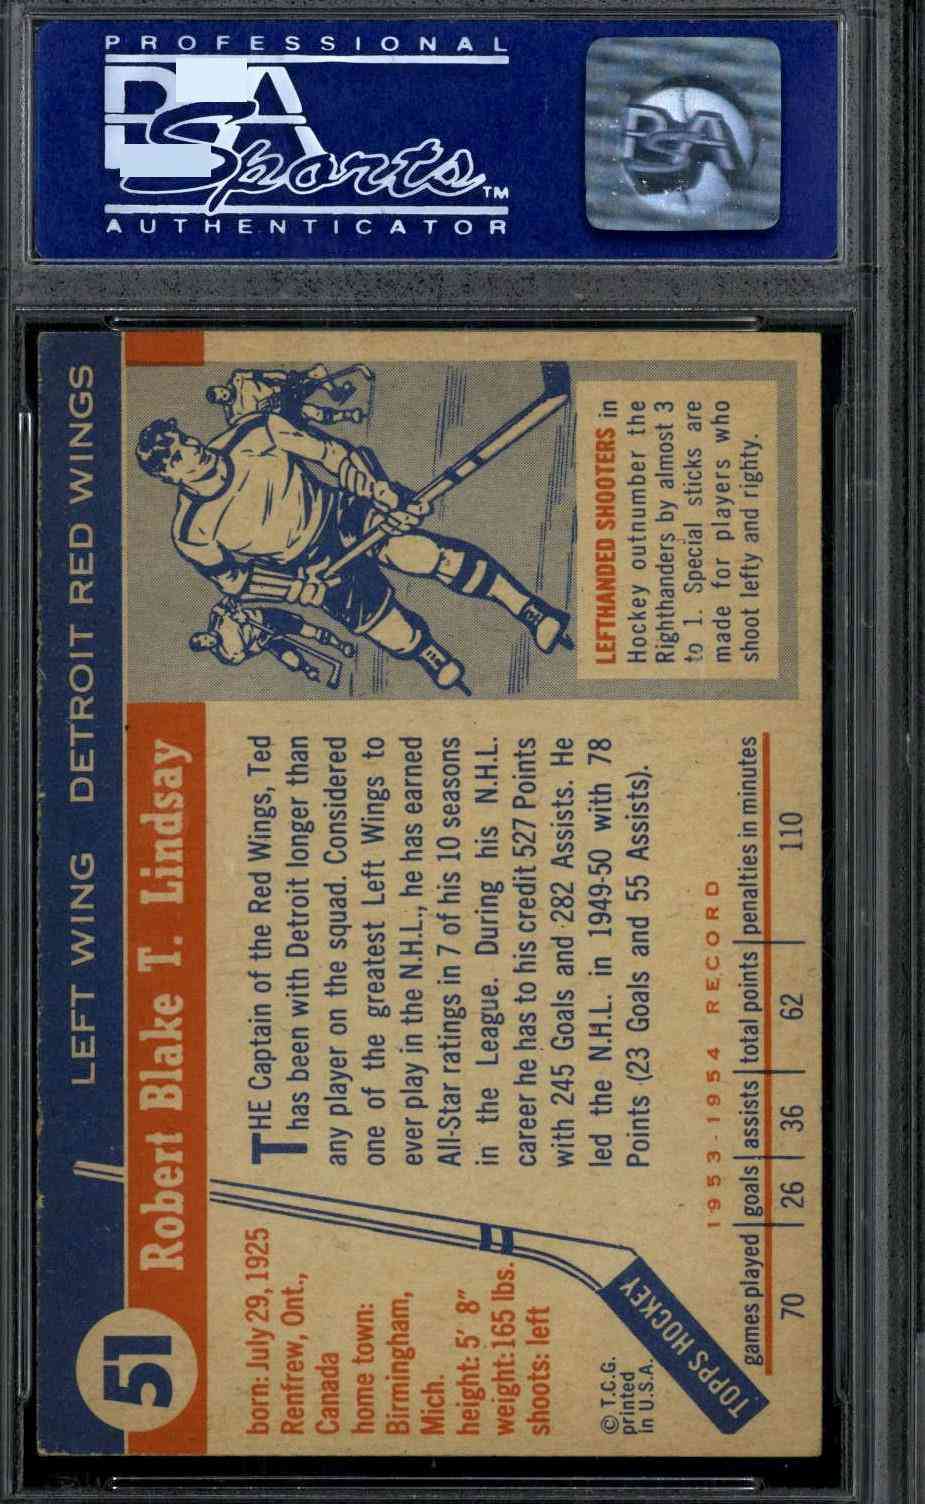 PROFESSIONAL
PSA
Sports™
AUTHENTICATOR
PSA
51
LEFT WING DETROIT RED WINGS
Robert Blake T. Lindsay
born: July 29, 1925
Renfrew, Ont.,
Canada
home town:
Birmingham,
Mich.
height: 5' 8"
weight: 165 lbs.
shoots: left
© T.C.G.
printed
in U.S.A.
TOPPS HOCKEY
THE Captain of the Red Wings, Ted
has been with Detroit longer than
any player on the squad. Considered
one of the greatest Left Wings to
ever play in the N.H.L., he has earned
All-Star ratings in 7 of his 10 seasons
in the League. During his N.H.L.
career he has to his credit 527 Points
with 245 Goals and 282 Assists. He
led the N.H.L. in 1949-50 with 78
Points (23 Goals and 55 Assists).
LEFTHANDED SHOOTERS in
Hockey outnumber the
Righthanders by almost 3
to 1. Special sticks are
made for players who
shoot lefty and righty.
1953-1954 RECORD
games played goals assists total points penalties in minutes
70 26 36 62 110